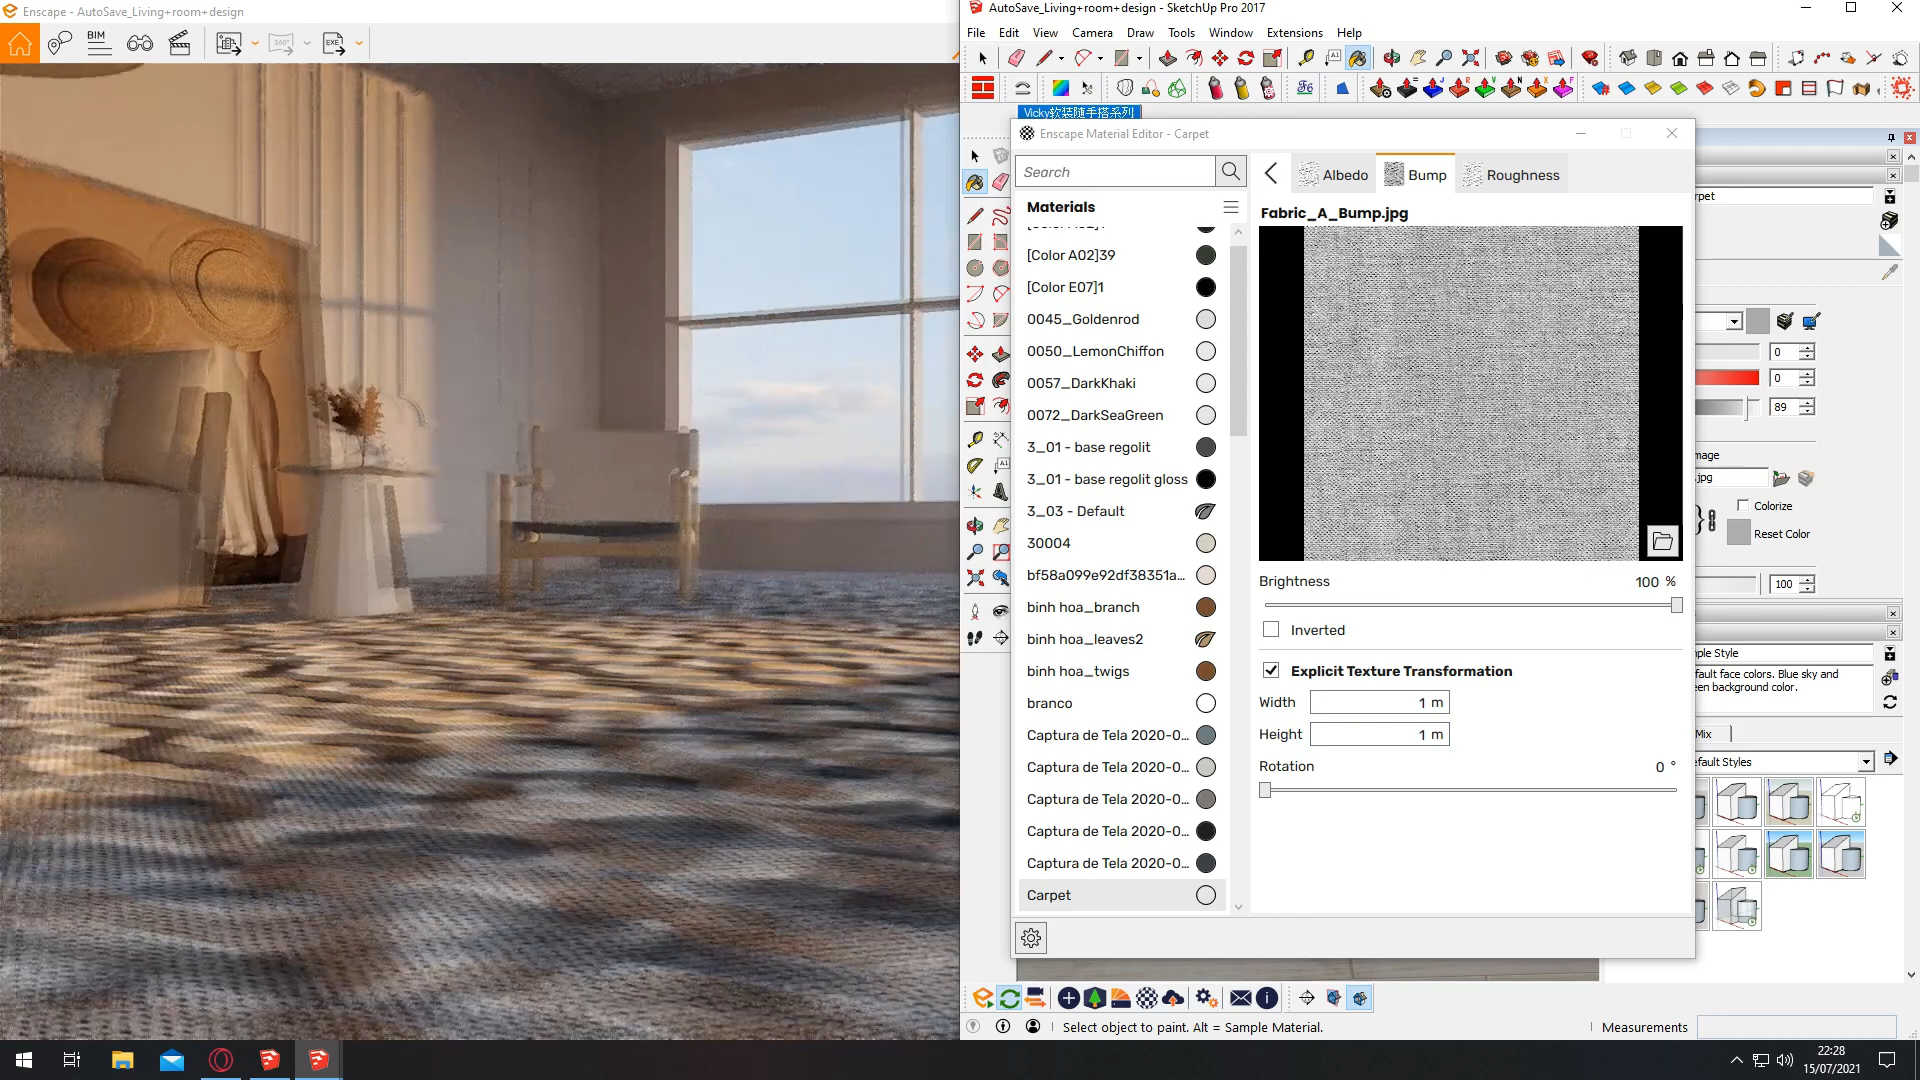 Enscape - AutoSave_Living+room+design
BIM
360°
EXE
AutoSave_Living+room+design - SketchUp Pro 2017
File Edit View Camera Draw Tools Window Extensions Help
Vicky软装随手搭系列
Enscape Material Editor - Carpet
Search
Albedo
Bump
Roughness
Materials
[Color A02]39
[Color E07]1
0045_Goldenrod
0050_LemonChiffon
0057_DarkKhaki
0072_DarkSeaGreen
3_01 - base regolit
3_01 - base regolit gloss
3_03 - Default
30004
bf58a099e92df38351a...
binh hoa_branch
binh hoa_leaves2
binh hoa_twigs
branco
Captura de Tela 2020-0...
Captura de Tela 2020-0...
Captura de Tela 2020-0...
Captura de Tela 2020-0...
Captura de Tela 2020-0...
Carpet
Fabric_A_Bump.jpg
Brightness 100 %
Inverted
Explicit Texture Transformation
Width 1 m
Height 1 m
Rotation 0 °
rpet
0
0
89
mage
.jpg
Colorize
Reset Color
100
ple Style
fault face colors. Blue sky and
en background color.
Mix
efault Styles
Select object to paint. Alt = Sample Material.
Measurements
22:28
15/07/2021